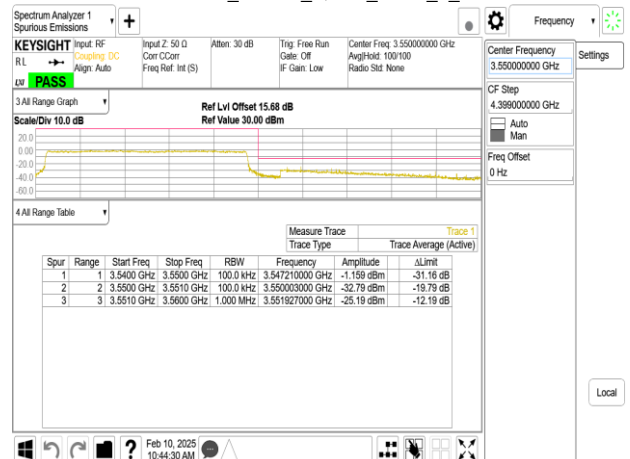 Spectrum Analyzer 1
Spurious Emissions
+
Frequency
KEYSIGHT
Input: RF
Input Z: 50 Ω
Atten: 30 dB
Trig: Free Run
Center Freq: 3.550000000 GHz
RL
Coupling: DC
Corr CCorr
Gate: Off
Avg|Hold: 100/100
Align: Auto
Freq Ref: Int (S)
IF Gain: Low
Radio Std: None
LXI
PASS
Center Frequency
3.550000000 GHz
Settings
CF Step
4.399000000 GHz
Auto
Man
Freq Offset
0 Hz
3 All Range Graph
Ref Lvl Offset 15.68 dB
Scale/Div 10.0 dB
Ref Value 30.00 dBm
20.0
0.00
-20.0
-40.0
-60.0
4 All Range Table
Measure Trace Trace 1
Trace Type Trace Average (Active)
Spur Range Start Freq Stop Freq RBW Frequency Amplitude ΔLimit
1 1 3.5400 GHz 3.5500 GHz 100.0 kHz 3.547210000 GHz -1.159 dBm -31.16 dB
2 2 3.5500 GHz 3.5510 GHz 100.0 kHz 3.550003000 GHz -32.79 dBm -19.79 dB
3 3 3.5510 GHz 3.5600 GHz 1.000 MHz 3.551927000 GHz -25.19 dBm -12.19 dB
Local
?
Feb 10, 2025
10:44:30 AM